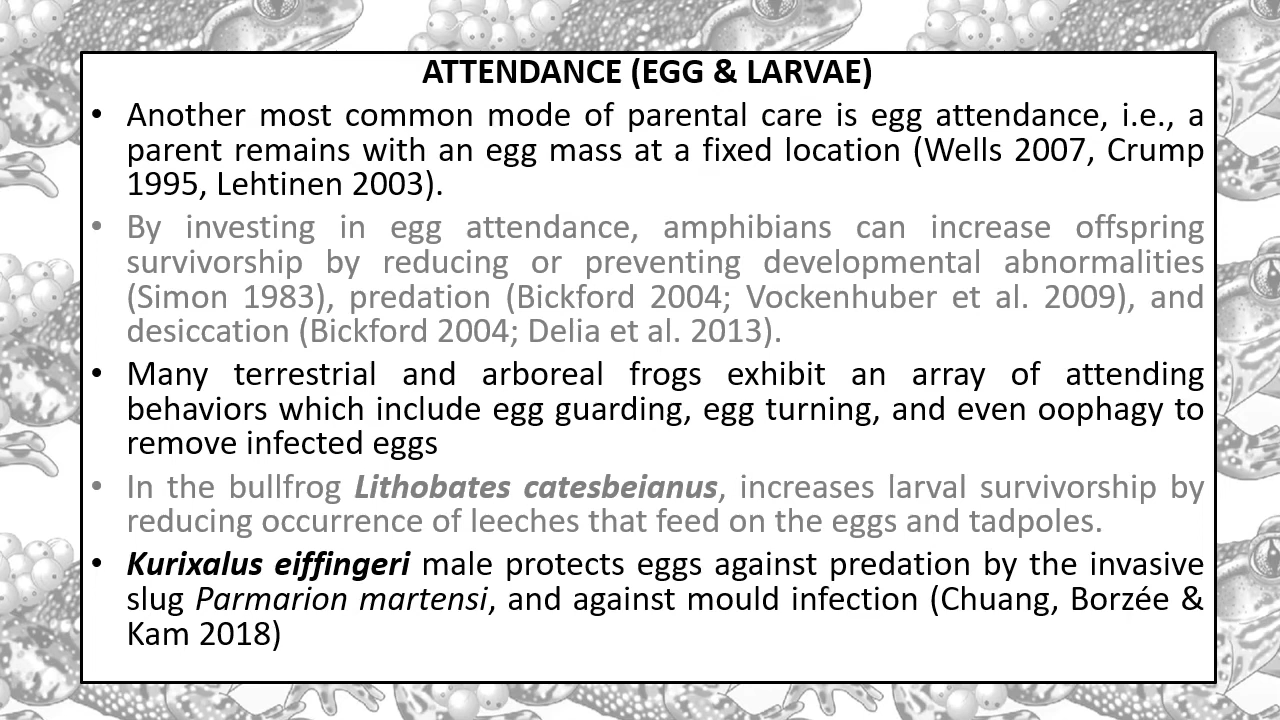 ATTENDANCE (EGG & LARVAE)
• Another most common mode of parental care is egg attendance, i.e., a
parent remains with an egg mass at a fixed location (Wells 2007, Crump
1995, Lehtinen 2003).
• By investing in egg attendance, amphibians can increase offspring
survivorship by reducing or preventing developmental abnormalities
(Simon 1983), predation (Bickford 2004; Vockenhuber et al. 2009), and
desiccation (Bickford 2004; Delia et al. 2013).
• Many terrestrial and arboreal frogs exhibit an array of attending
behaviors which include egg guarding, egg turning, and even oophagy to
remove infected eggs
• In the bullfrog Lithobates catesbeianus, increases larval survivorship by
reducing occurrence of leeches that feed on the eggs and tadpoles.
• Kurixalus eiffingeri male protects eggs against predation by the invasive
slug Parmarion martensi, and against mould infection (Chuang, Borzée &
Kam 2018)